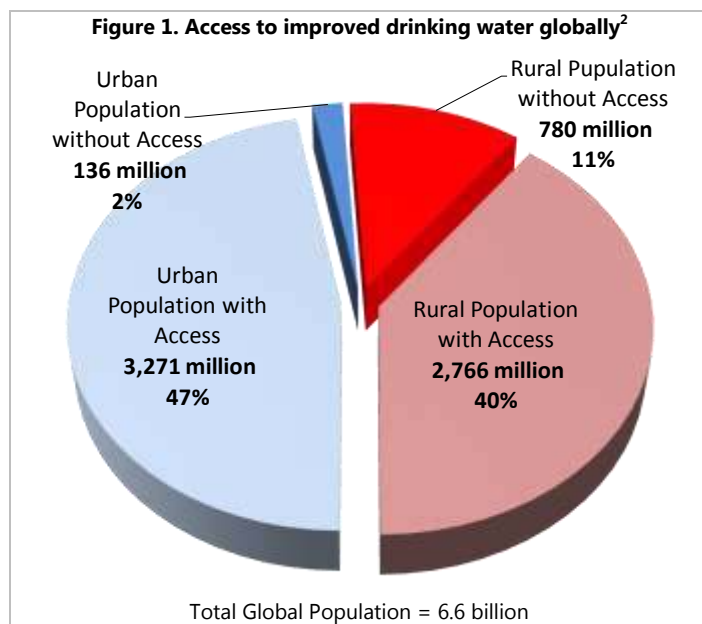 Figure 1. Access to improved drinking water globally2
Urban
Population
without Access
136 million
2%
Rural Pupulation
without Access
780 million
11%
Urban
Population with
Access
3,271 million
47%
Rural Population
with Access
2,766 million
40%
Total Global Population = 6.6 billion